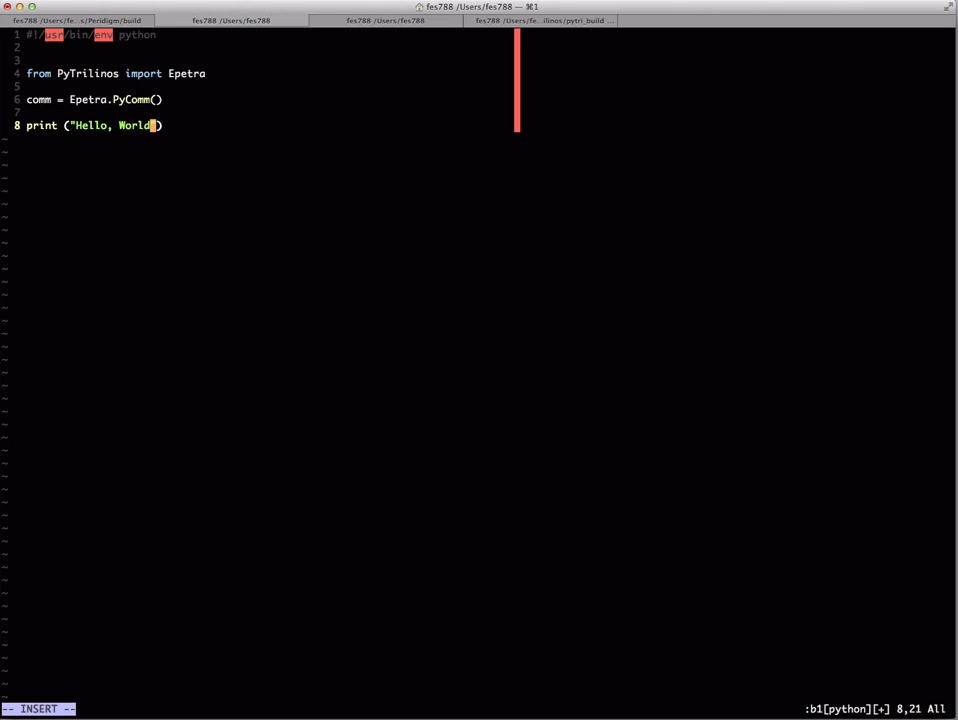 fes788 /Users/fes788 — ⌘1
fes788 /Users/fe...s/Peridigm/build
fes788 /Users/fes788
fes788 /Users/fes788
fes788 /Users/fe...ilinos/pytri_build ...
1 #!/usr/bin/env python
2
3
4 from PyTrilinos import Epetra
5
6 comm = Epetra.PyComm()
7
8 print ("Hello, World")
-- INSERT --
:b1[python][+] 8,21 All